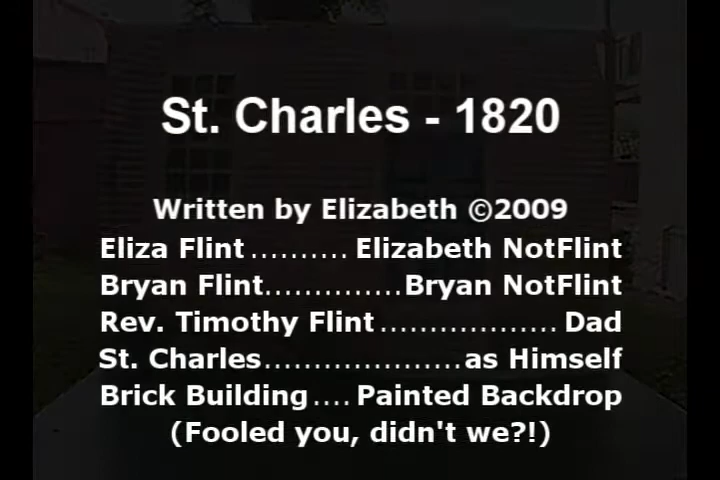 St. Charles - 1820
Written by Elizabeth ©2009
Eliza Flint .......... Elizabeth NotFlint
Bryan Flint..............Bryan NotFlint
Rev. Timothy Flint ................. Dad
St. Charles....................as Himself
Brick Building .... Painted Backdrop
(Fooled you, didn't we?!)